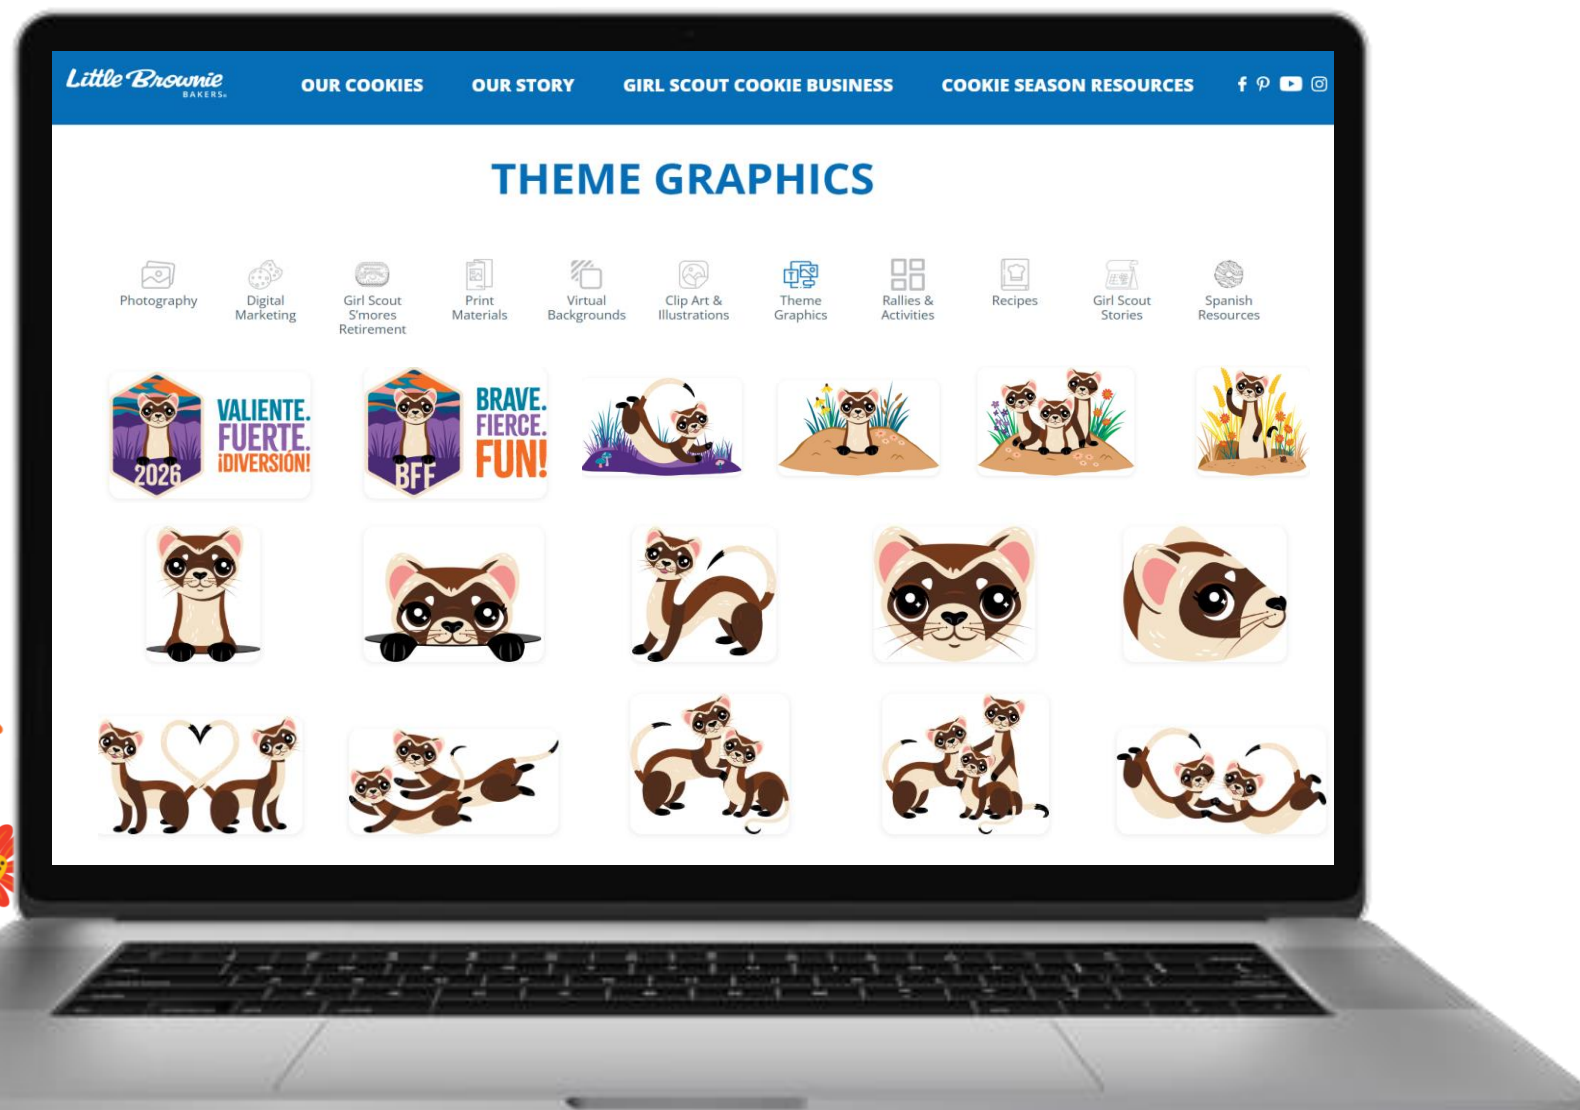 Little Brownie
BAKERS®
OUR COOKIES
OUR STORY
GIRL SCOUT COOKIE BUSINESS
COOKIE SEASON RESOURCES
THEME GRAPHICS
Photography
Digital
Marketing
Girl Scout
S'mores
Retirement
Print
Materials
Virtual
Backgrounds
Clip Art &
Illustrations
Theme
Graphics
Rallies &
Activities
Recipes
Girl Scout
Stories
Spanish
Resources
2026
VALIENTE.
FUERTE.
¡DIVERSIÓN!
BFF
BRAVE.
FIERCE.
FUN!